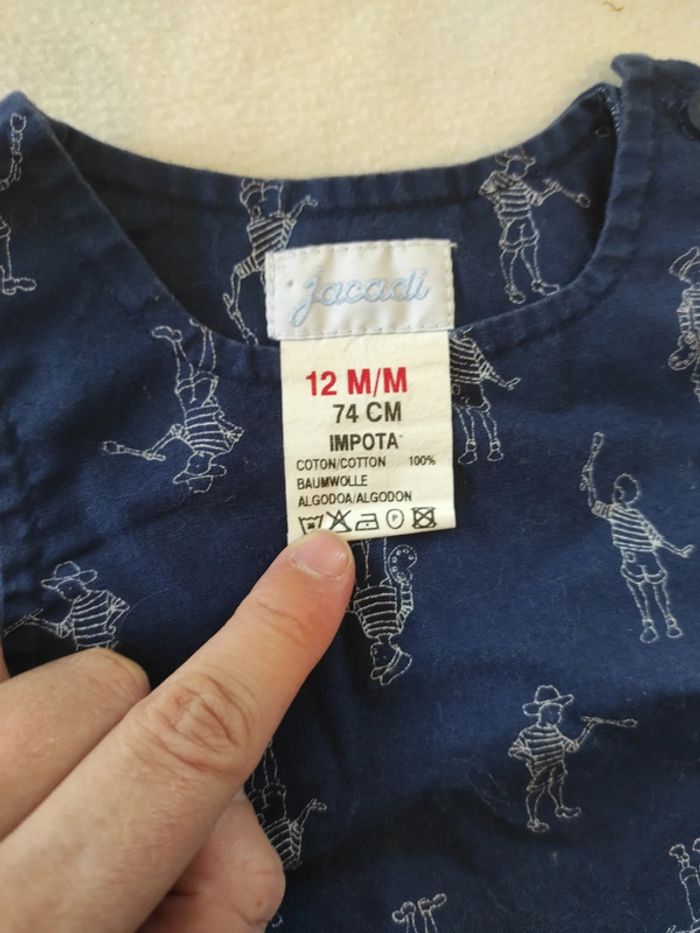 jacadi
12 M/M
74 CM
IMPOTA
COTON/COTTON 100%
BAUMWOLLE
ALGODOA/ALGODON
P